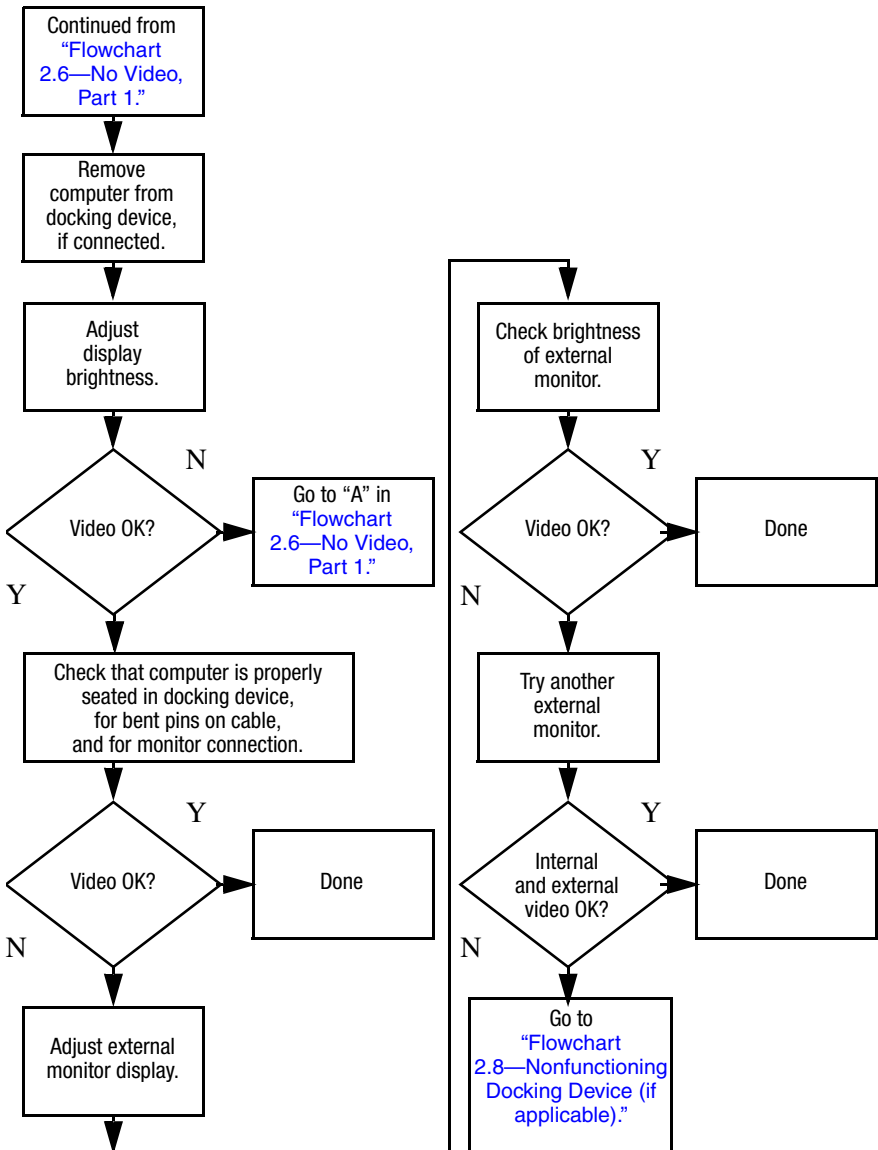 Continued from
“Flowchart
2.6—No Video,
Part 1.”
Remove
computer from
docking device,
if connected.
Adjust
display
brightness.
N
Video OK?
Go to “A” in
“Flowchart
2.6—No Video,
Part 1.”
Y
Check that computer is properly
seated in docking device,
for bent pins on cable,
and for monitor connection.
Y
Video OK?
Done
N
Adjust external
monitor display.
Check brightness
of external
monitor.
Y
Video OK?
Done
N
Try another
external
monitor.
Y
Internal
and external
video OK?
Done
N
Go to
“Flowchart
2.8—Nonfunctioning
Docking Device (if
applicable).”